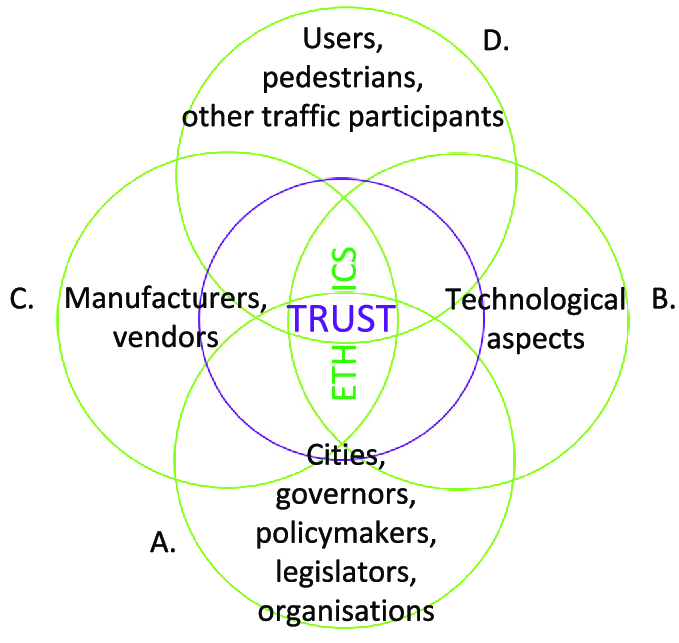 Users,
pedestrians,
other traffic participants
D.
C.
Manufacturers,
vendors
ETHICS
TRUST
Technological
aspects
B.
A.
Cities,
governors,
policymakers,
legislators,
organisations